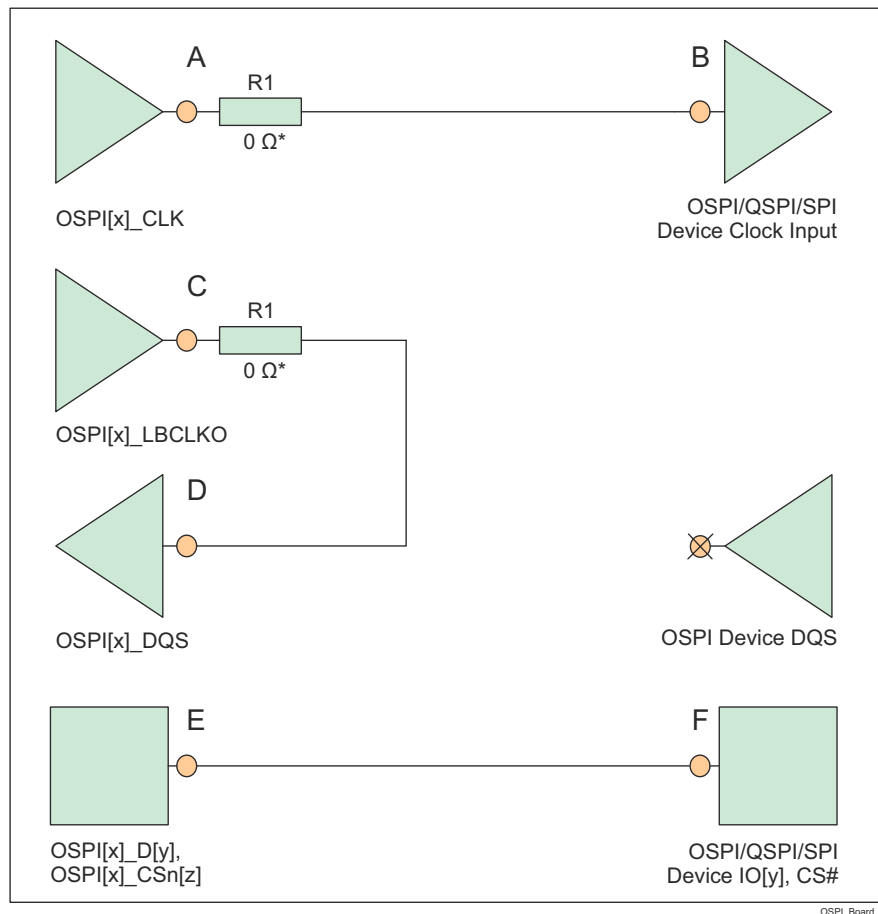 A
B
R1
0 Ω*
OSPI[x]_CLK
OSPI/QSPI/SPI
Device Clock Input
C
R1
0 Ω*
OSPI[x]_LBCLKO
D
OSPI[x]_DQS
OSPI Device DQS
E
F
OSPI[x]_D[y],
OSPI[x]_CSn[z]
OSPI/QSPI/SPI
Device IO[y], CS#
OSPI_Board